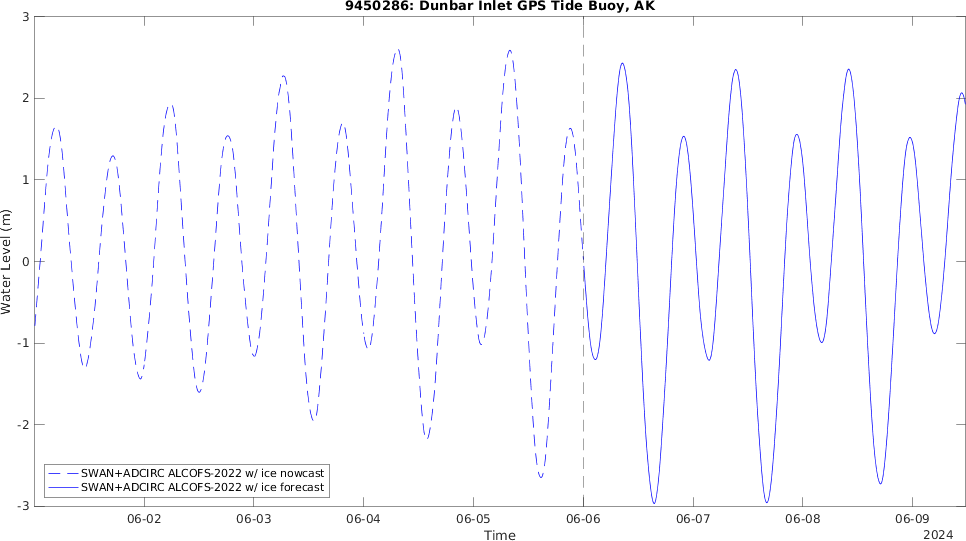 9450286: Dunbar Inlet GPS Tide Buoy, AK
Water Level (m)
3
2
1
0
-1
-2
-3
SWAN+ADCIRC ALCOFS-2022 w/ ice nowcast
SWAN+ADCIRC ALCOFS-2022 w/ ice forecast
06-02 06-03 06-04 06-05 06-06 06-07 06-08 06-09
Time
2024